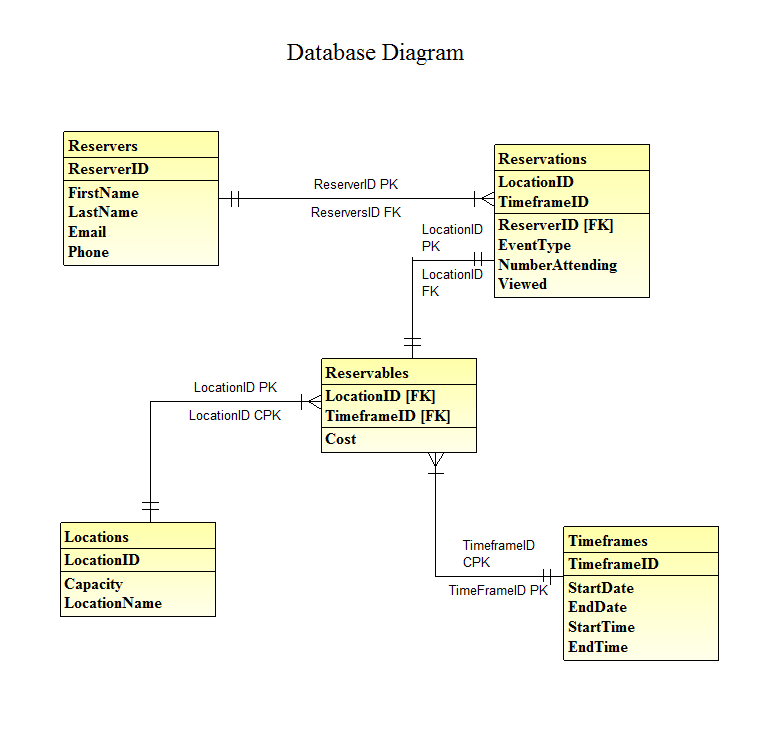 Database Diagram
Reservers
ReserverID
FirstName
LastName
Email
Phone
ReserverID PK
ReserversID FK
Reservations
LocationID
TimeframeID
ReserverID [FK]
EventType
NumberAttending
Viewed
LocationID
PK
LocationID
FK
Reservables
LocationID [FK]
TimeframeID [FK]
Cost
LocationID PK
LocationID CPK
Locations
LocationID
Capacity
LocationName
TimeframeID
CPK
TimeFrameID PK
Timeframes
TimeframeID
StartDate
EndDate
StartTime
EndTime